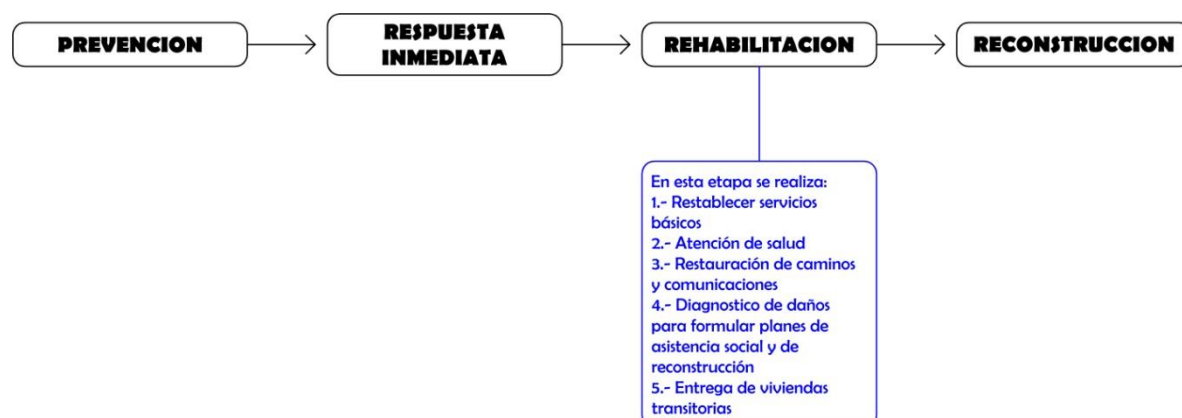 PREVENCION
RESPUESTA
INMEDIATA
REHABILITACION
RECONSTRUCCION
En esta etapa se realiza:
1.- Restablecer servicios
básicos
2.- Atención de salud
3.- Restauración de caminos
y comunicaciones
4.- Diagnostico de daños
para formular planes de
asistencia social y de
reconstrucción
5.- Entrega de viviendas
transitorias